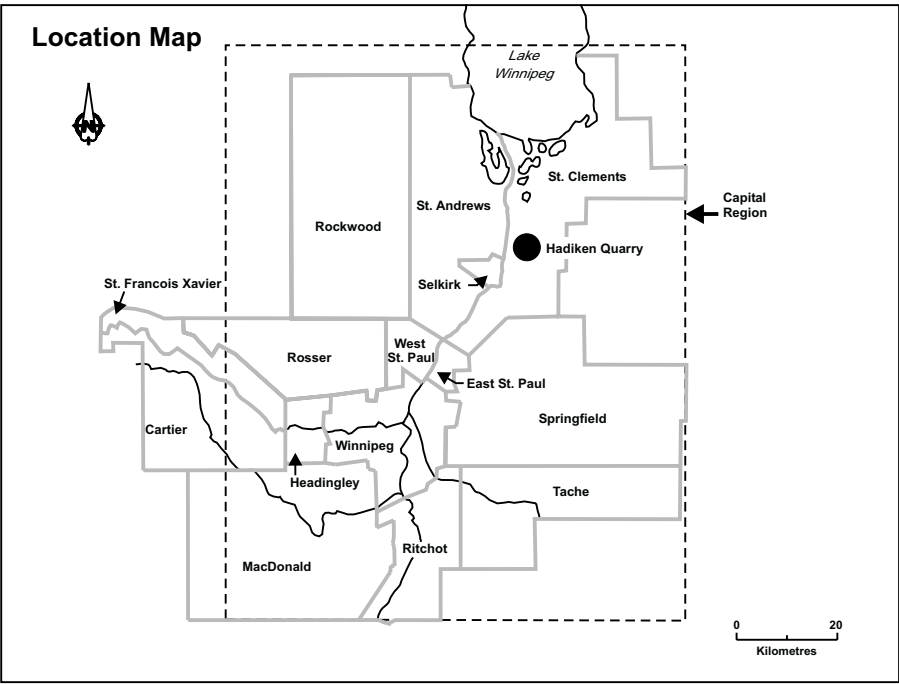 Location Map
Lake
Winnipeg
N
St. Clements
Capital
Region
St. Andrews
Rockwood
Hadiken Quarry
St. Francois Xavier
Selkirk
West
St. Paul
Rosser
East St. Paul
Springfield
Cartier
Winnipeg
Headingley
Tache
Ritchot
MacDonald
0 20
Kilometres